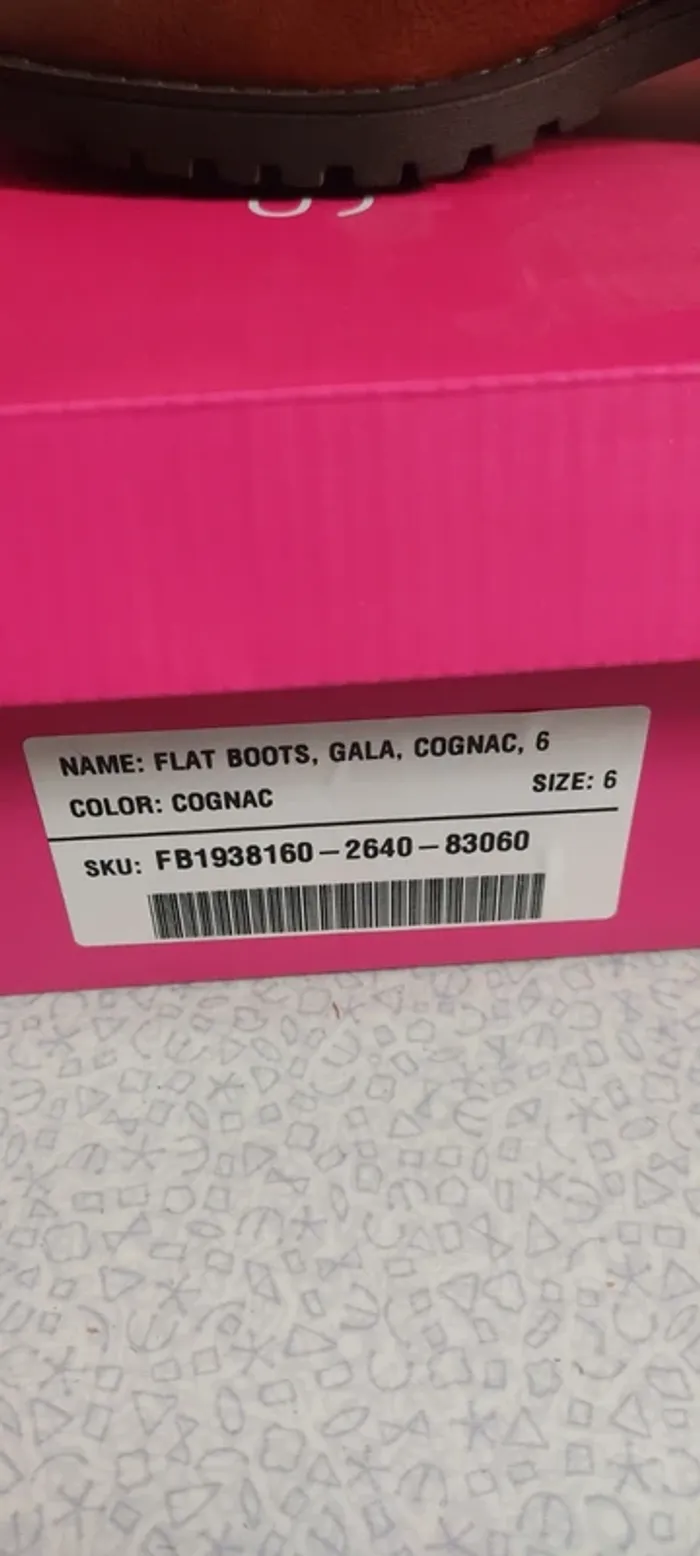 NAME: FLAT BOOTS, GALA, COGNAC, 6
COLOR: COGNAC SIZE: 6
SKU: FB1938160-2640-83060